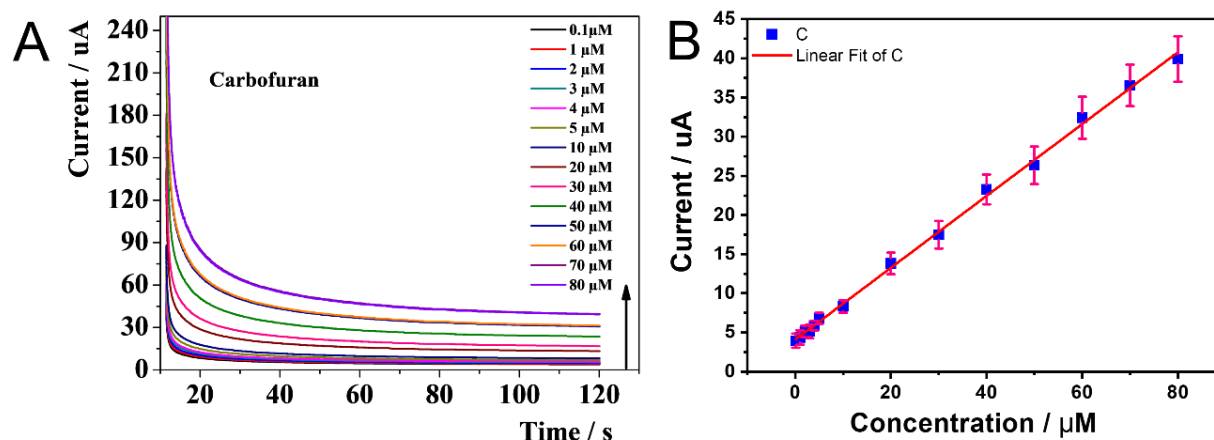 A
Current / uA
240
210
180
150
120
90
60
30
0
Carbofuran
0.1µM
1 µM
2 µM
3 µM
4 µM
5 µM
10 µM
20 µM
30 µM
40 µM
50 µM
60 µM
70 µM
80 µM
20 40 60 80 100 120
Time / s
B
Current / uA
45
40
35
30
25
20
15
10
5
0
C
Linear Fit of C
0 20 40 60 80
Concentration / µM